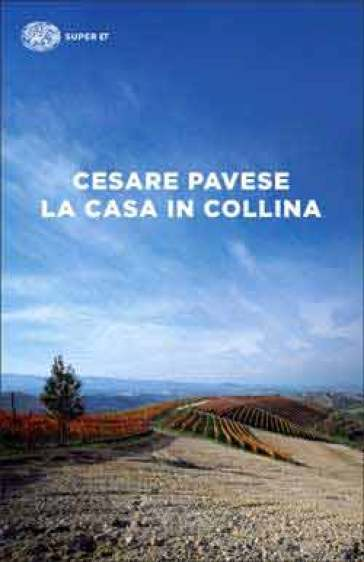 SUPER ET
CESARE PAVESE
LA CASA IN COLLINA